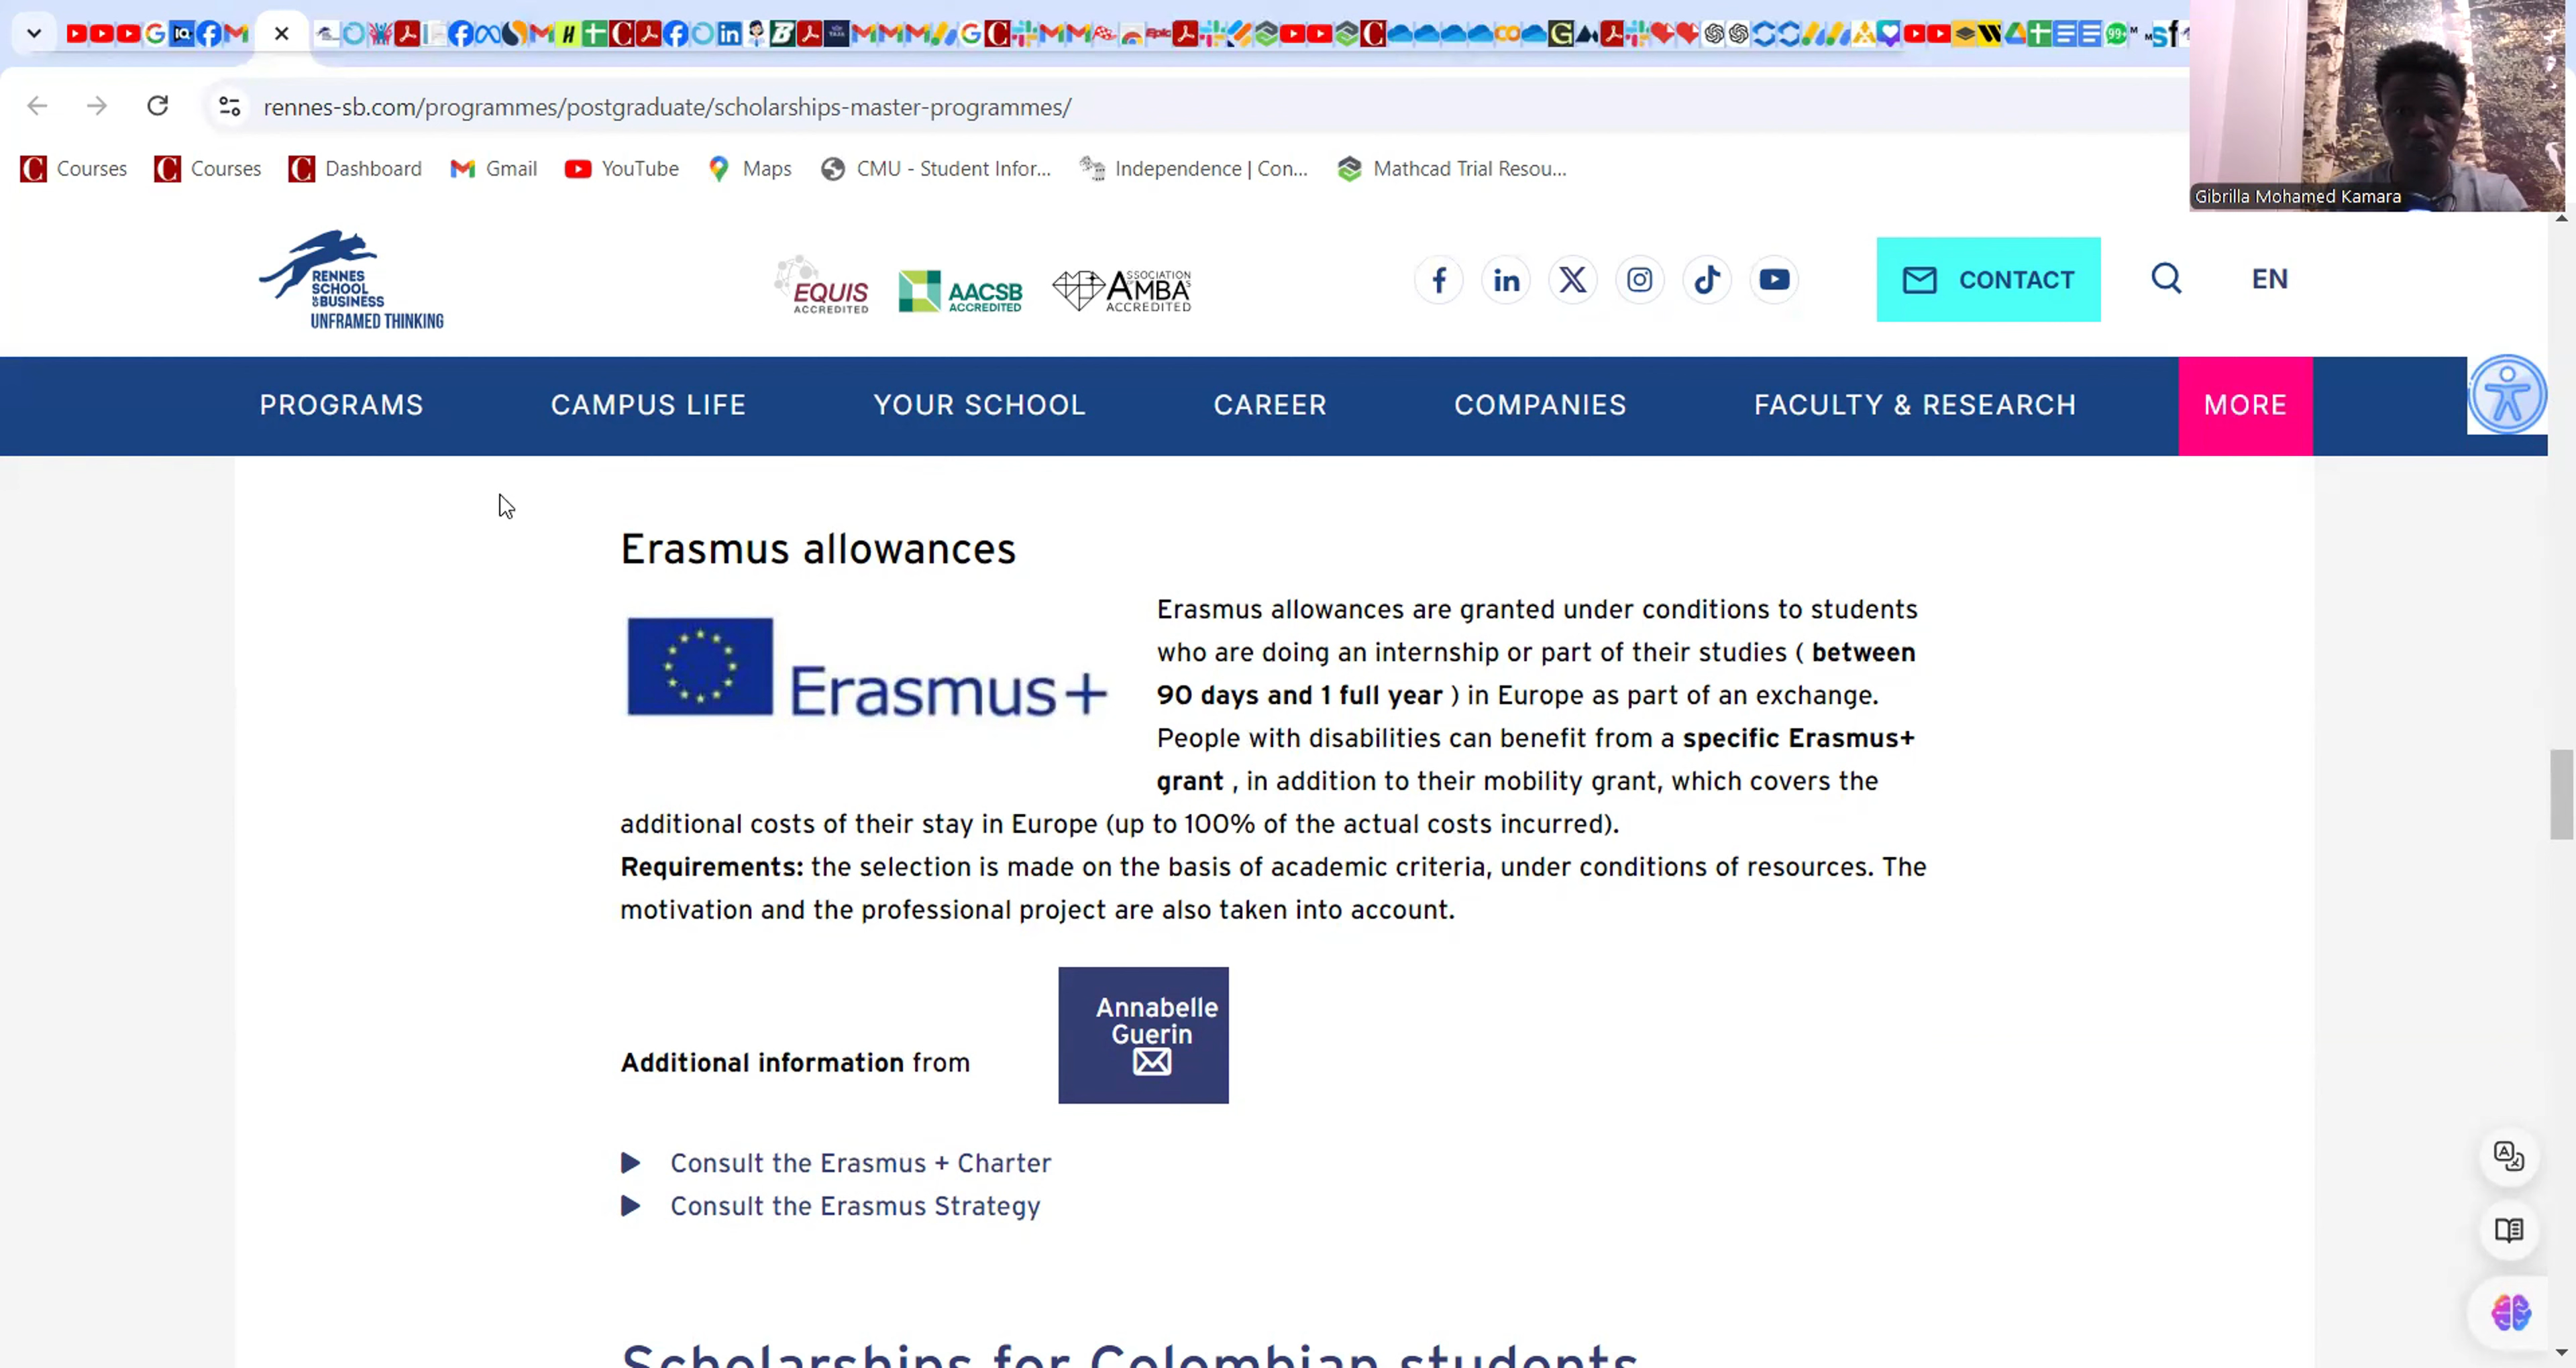 rennes-sb.com/programmes/postgraduate/scholarships-master-programmes/
Courses
Courses
Dashboard
Gmail
YouTube
Maps
CMU - Student Infor...
Independence | Con...
Mathcad Trial Resou...
Gibrilla Mohamed Kamara
RENNES
SCHOOL
OF BUSINESS
UNFRAMED THINKING
EQUIS
ACCREDITED
AACSB
ACCREDITED
ASSOCIATION
OF AMBAS
ACCREDITED
CONTACT
EN
PROGRAMS
CAMPUS LIFE
YOUR SCHOOL
CAREER
COMPANIES
FACULTY & RESEARCH
MORE
Erasmus allowances
Erasmus+
Erasmus allowances are granted under conditions to students
who are doing an internship or part of their studies ( between
90 days and 1 full year ) in Europe as part of an exchange.
People with disabilities can benefit from a specific Erasmus+
grant , in addition to their mobility grant, which covers the
additional costs of their stay in Europe (up to 100% of the actual costs incurred).
Requirements: the selection is made on the basis of academic criteria, under conditions of resources. The
motivation and the professional project are also taken into account.
Additional information from
Annabelle
Guerin
Consult the Erasmus + Charter
Consult the Erasmus Strategy
Scholarships for Colombian students